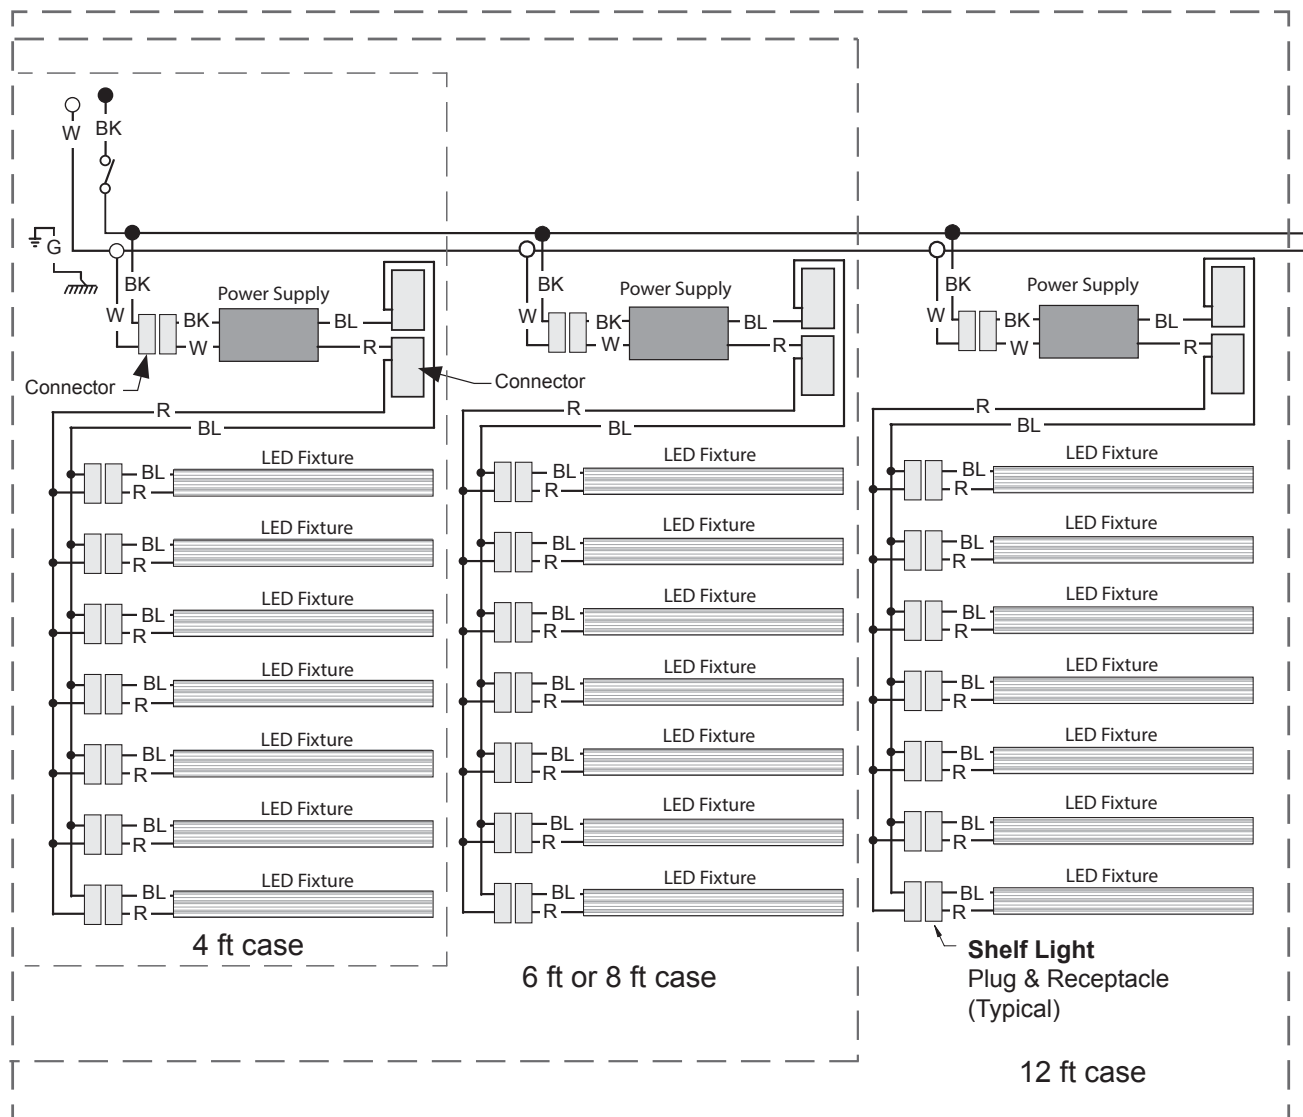 W
BK
G
BK
W
BK
W
Power Supply
BL
R
Connector
Connector
R
BL
LED Fixture
BL
R
LED Fixture
BL
R
LED Fixture
BL
R
LED Fixture
BL
R
LED Fixture
BL
R
LED Fixture
BL
R
LED Fixture
BL
R
4 ft case
BK
W
BK
W
Power Supply
BL
R
R
BL
LED Fixture
BL
R
LED Fixture
BL
R
LED Fixture
BL
R
LED Fixture
BL
R
LED Fixture
BL
R
LED Fixture
BL
R
LED Fixture
BL
R
6 ft or 8 ft case
BK
W
BK
W
Power Supply
BL
R
R
BL
LED Fixture
BL
R
LED Fixture
BL
R
LED Fixture
BL
R
LED Fixture
BL
R
LED Fixture
BL
R
LED Fixture
BL
R
LED Fixture
BL
R
Shelf Light
Plug & Receptacle
(Typical)
12 ft case